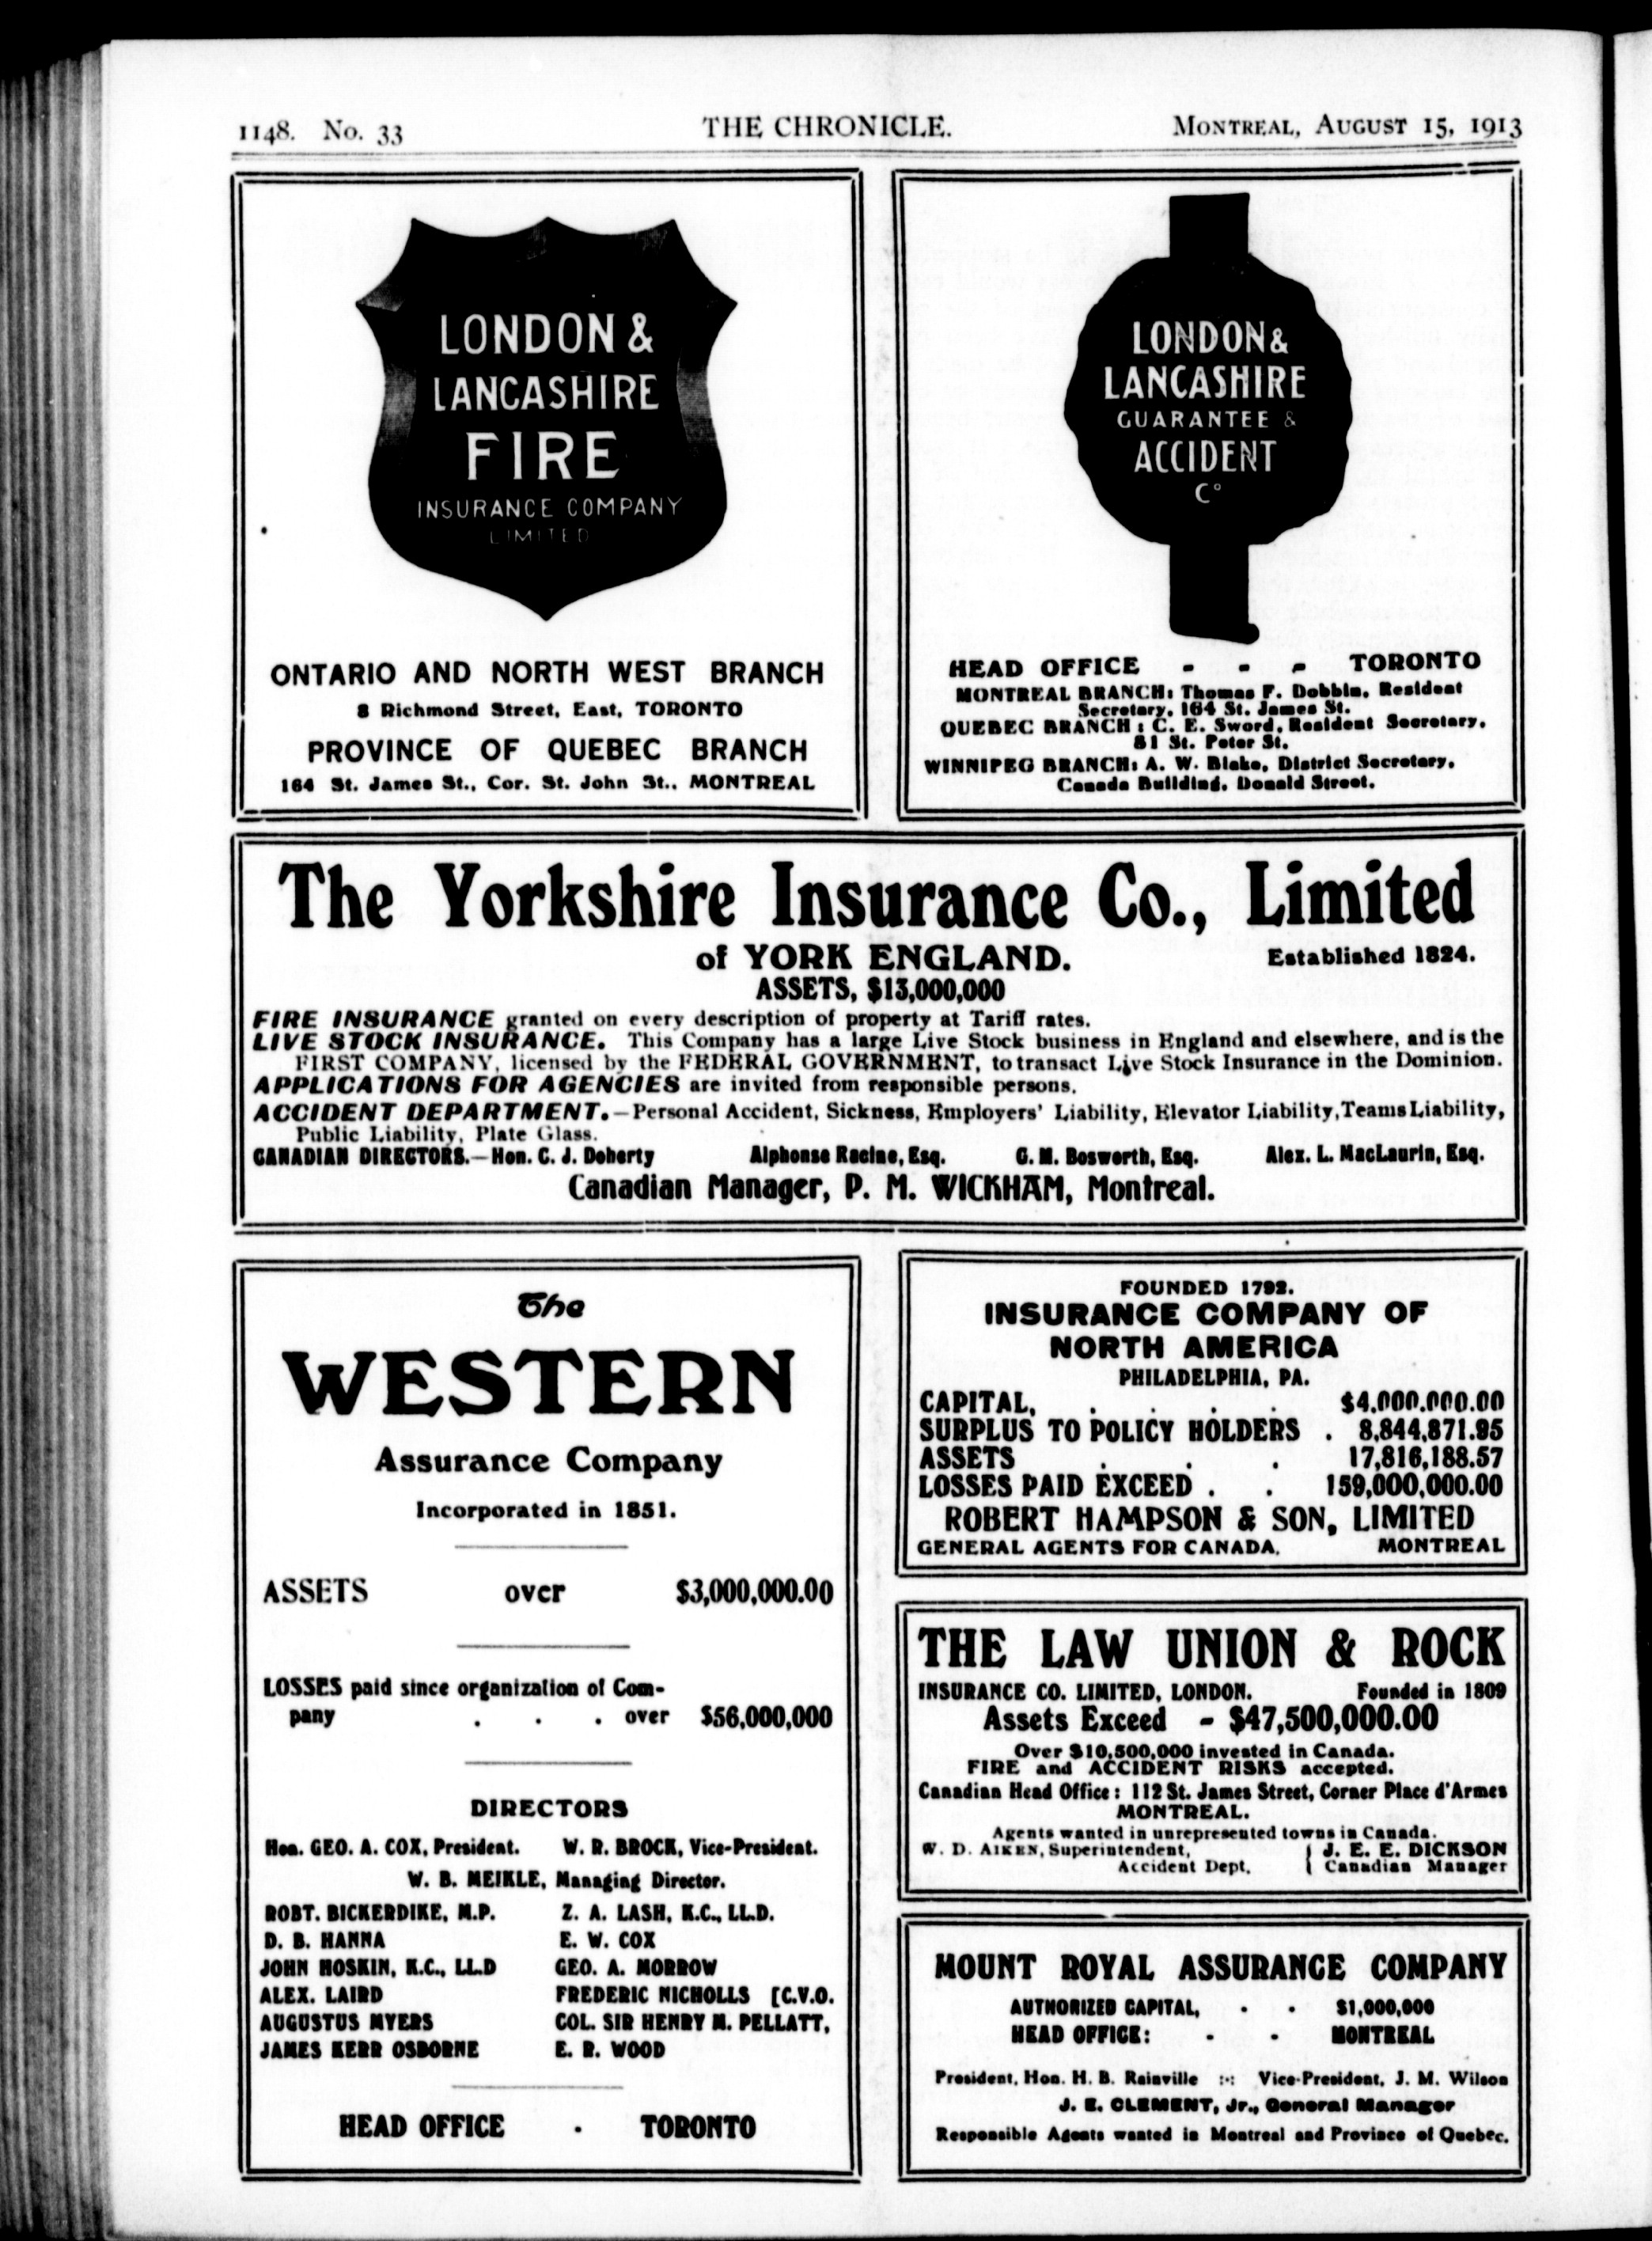 1148. No. 33
THE CHRONICLE.
MONTREAL, AUGUST 15, 1913
LONDON &
LANCASHIRE
FIRE
INSURANCE COMPANY
LIMITED
ONTARIO AND NORTH WEST BRANCH
8 Richmond Street, East, TORONTO
PROVINCE OF QUEBEC BRANCH
164 St. James St., Cor. St. John St., MONTREAL
LONDON &
LANCASHIRE
GUARANTEE &
ACCIDENT
Co
HEAD OFFICE - - - TORONTO
MONTREAL BRANCH: Thomas F. Dobbin, Resident
Secretary, 164 St. James St.
QUEBEC BRANCH: C. E. Sword, Resident Secretary,
81 St. Peter St.
WINNIPEG BRANCH: A. W. Blake, District Secretary,
Canada Building, Donald Street.
The Yorkshire Insurance Co., Limited
of YORK ENGLAND. Established 1824.
ASSETS, $13,000,000
FIRE INSURANCE granted on every description of property at Tariff rates.
LIVE STOCK INSURANCE. This Company has a large Live Stock business in England and elsewhere, and is the
FIRST COMPANY, licensed by the FEDERAL GOVERNMENT, to transact Live Stock Insurance in the Dominion.
APPLICATIONS FOR AGENCIES are invited from responsible persons.
ACCIDENT DEPARTMENT.—Personal Accident, Sickness, Employers' Liability, Elevator Liability, Teams Liability,
Public Liability, Plate Glass.
CANADIAN DIRECTORS.—Hon. C. J. Doherty Alphonse Racine, Esq. G. M. Bosworth, Esq. Alex. L. MacLaurin, Esq.
Canadian Manager, P. M. WICKHAM, Montreal.
The
WESTERN
Assurance Company
Incorporated in 1851.
ASSETS over $3,000,000.00
LOSSES paid since organization of Com-
pany . . . over $56,000,000
DIRECTORS
Hon. GEO. A. COX, President. W. R. BROCK, Vice-President.
W. B. MEIKLE, Managing Director.
ROBT. BICKERDIKE, M.P. Z. A. LASH, K.C., LL.D.
D. B. HANNA E. W. COX
JOHN HOSKIN, K.C., LL.D GEO. A. MORROW
ALEX. LAIRD FREDERIC NICHOLLS [C.V.O.
AUGUSTUS MYERS COL. SIR HENRY M. PELLATT,
JAMES KERR OSBORNE E. R. WOOD
HEAD OFFICE . TORONTO
FOUNDED 1792.
INSURANCE COMPANY OF
NORTH AMERICA
PHILADELPHIA, PA.
CAPITAL, . . . . $4,000,000.00
SURPLUS TO POLICY HOLDERS . 8,844,871.95
ASSETS . . . 17,816,188.57
LOSSES PAID EXCEED . . 159,000,000.00
ROBERT HAMPSON & SON, LIMITED
GENERAL AGENTS FOR CANADA. MONTREAL
THE LAW UNION & ROCK
INSURANCE CO. LIMITED, LONDON. Founded in 1809
Assets Exceed - $47,500,000.00
Over $10,500,000 invested in Canada.
FIRE and ACCIDENT RISKS accepted.
Canadian Head Office: 112 St. James Street, Corner Place d'Armes
MONTREAL.
Agents wanted in unrepresented towns in Canada.
W. D. AIKEN, Superintendent, J. E. E. DICKSON
Accident Dept. Canadian Manager
MOUNT ROYAL ASSURANCE COMPANY
AUTHORIZED CAPITAL, - - $1,000,000
HEAD OFFICE: - - MONTREAL
President, Hon. H. B. Rainville :-: Vice-President, J. M. Wilson
J. E. CLEMENT, Jr., General Manager
Responsible Agents wanted in Montreal and Province of Quebec.